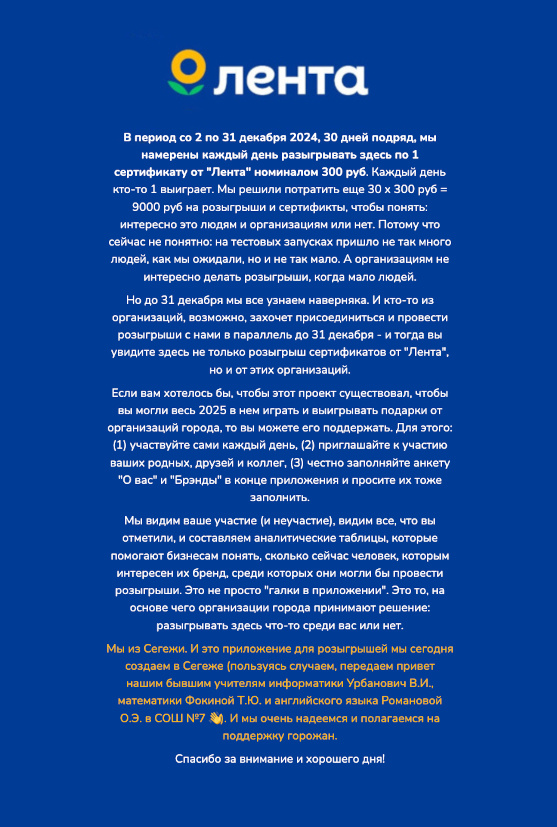 лента
В период со 2 по 31 декабря 2024, 30 дней подряд, мы
намерены каждый день разыгрывать здесь по 1
сертификату от "Лента" номиналом 300 руб. Каждый день
кто-то 1 выиграет. Мы решили потратить еще 30 х 300 руб =
9000 руб на розыгрыши и сертификты, чтобы понять:
интересно это людям и организациям или нет. Потому что
сейчас не понятно: на тестовых запусках пришло не так много
людей, как мы ожидали, но и не так мало. А организациям не
интересно делать розыгрыши, когда мало людей.
Но до 31 декабря мы все узнаем наверняка. И кто-то из
организаций, возможно, захочет присоединиться и провести
розыгрыши с нами в параллель до 31 декабря - и тогда вы
увидите здесь не только розыгрыш сертификатов от "Лента",
но и от этих организаций.
Если вам хотелось бы, чтобы этот проект существовал, чтобы
вы могли весь 2025 в нем играть и выигрывать подарки от
организаций города, то вы можете его поддержать. Для этого:
(1) участвуйте сами каждый день, (2) приглашайте к участию
ваших родных, друзей и коллег, (3) честно заполняйте анкету
"О вас" и "Брэнды" в конце приложения и просите их тоже
заполнить.
Мы видим ваше участие (и неучастие), видим все, что вы
отметили, и составляем аналитические таблицы, которые
помогают бизнесам понять, сколько сейчас человек, которым
интересен их бренд, среди которых они могли бы провести
розыгрыши. Это не просто "галки в приложении". Это то, на
основе чего организации города принимают решение:
разыгрывать здесь что-то среди вас или нет.
Мы из Сегежи. И это приложение для розыгрышей мы сегодня
создаем в Сегеже (пользуясь случаем, передаем привет
нашим бывшим учителям информатики Урбанович В.И.,
математики Фокиной Т.Ю. и английского языка Романовой
О.Э. в СОШ №7 👋). И мы очень надеемся и полагаемся на
поддержку горожан.
Спасибо за внимание и хорошего дня!